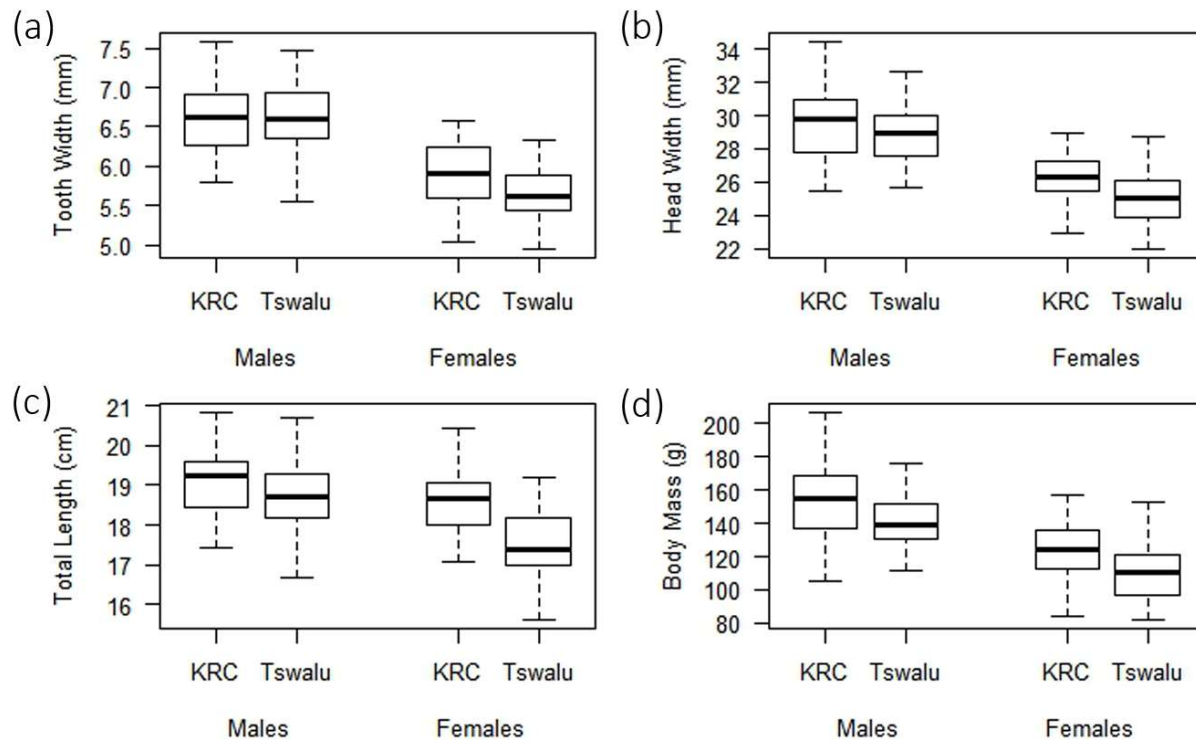 (a)
Tooth Width (mm)
7.5
7.0
6.5
6.0
5.5
5.0
KRC Tswalu KRC Tswalu
Males Females
(b)
Head Width (mm)
34
32
30
28
26
24
22
KRC Tswalu KRC Tswalu
Males Females
(c)
Total Length (cm)
21
20
19
18
17
16
KRC Tswalu KRC Tswalu
Males Females
(d)
Body Mass (g)
200
180
160
140
120
100
80
KRC Tswalu KRC Tswalu
Males Females